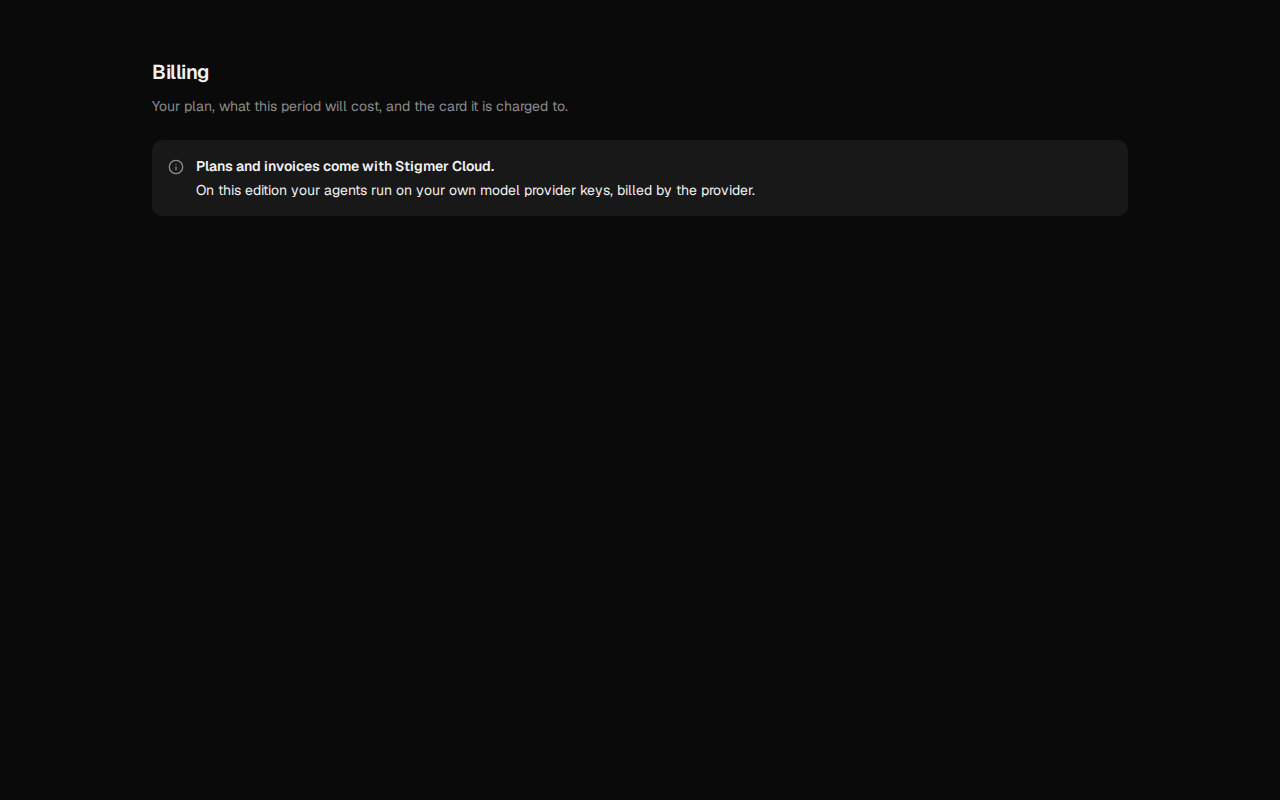 Billing
Your plan, what this period will cost, and the card it is charged to.
Plans and invoices come with Stigmer Cloud.
On this edition your agents run on your own model provider keys, billed by the provider.